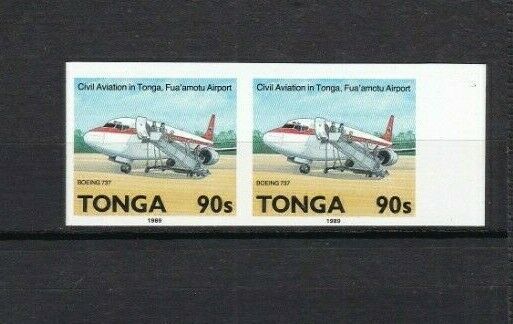 Civil Aviation in Tonga, Fua'amotu Airport
BOEING 737
TONGA 90s
1989
Civil Aviation in Tonga, Fua'amotu Airport
BOEING 737
TONGA 90s
1989